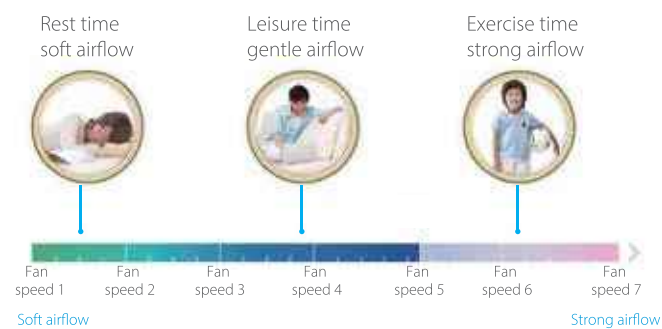 Rest time
soft airflow
Leisure time
gentle airflow
Exercise time
strong airflow
Fan
speed 1
Fan
speed 2
Fan
speed 3
Fan
speed 4
Fan
speed 5
Fan
speed 6
Fan
speed 7
Soft airflow
Strong airflow